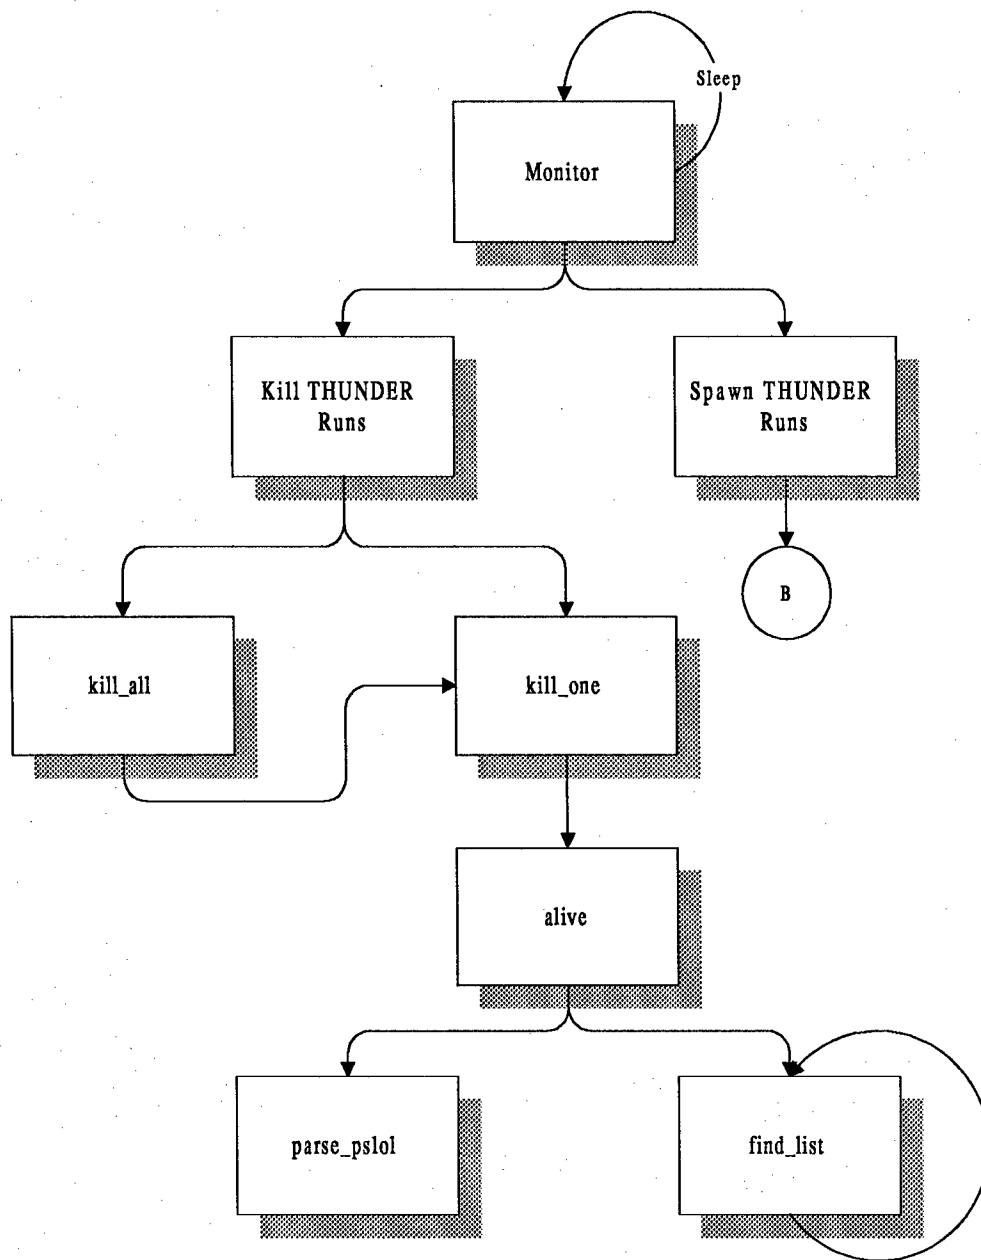 Sleep
Monitor
Kill THUNDER
Runs
Spawn THUNDER
Runs
B
kill_all
kill_one
alive
parse_pslol
find_list